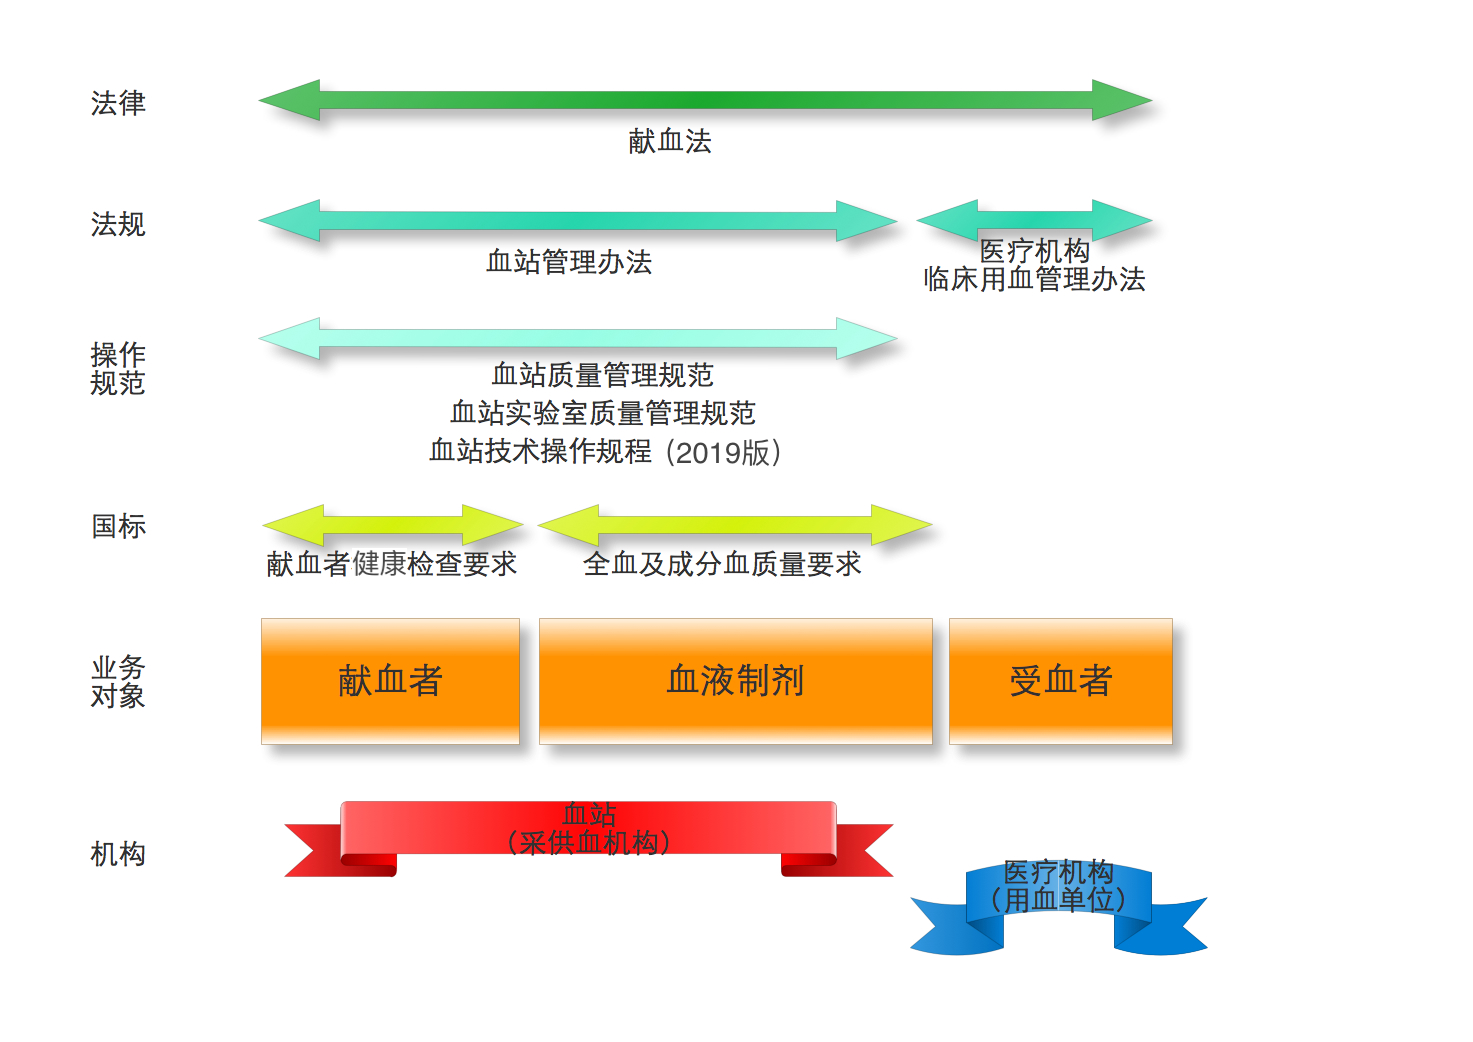 法律
献血法
法规
血站管理办法
医疗机构
临床用血管理办法
操作
规范
血站质量管理规范
血站实验室质量管理规范
血站技术操作规程（2019版）
国标
献血者健康检查要求
全血及成分血质量要求
业务
对象
献血者
血液制剂
受血者
机构
血站
（采供血机构）
医疗机构
（用血单位）